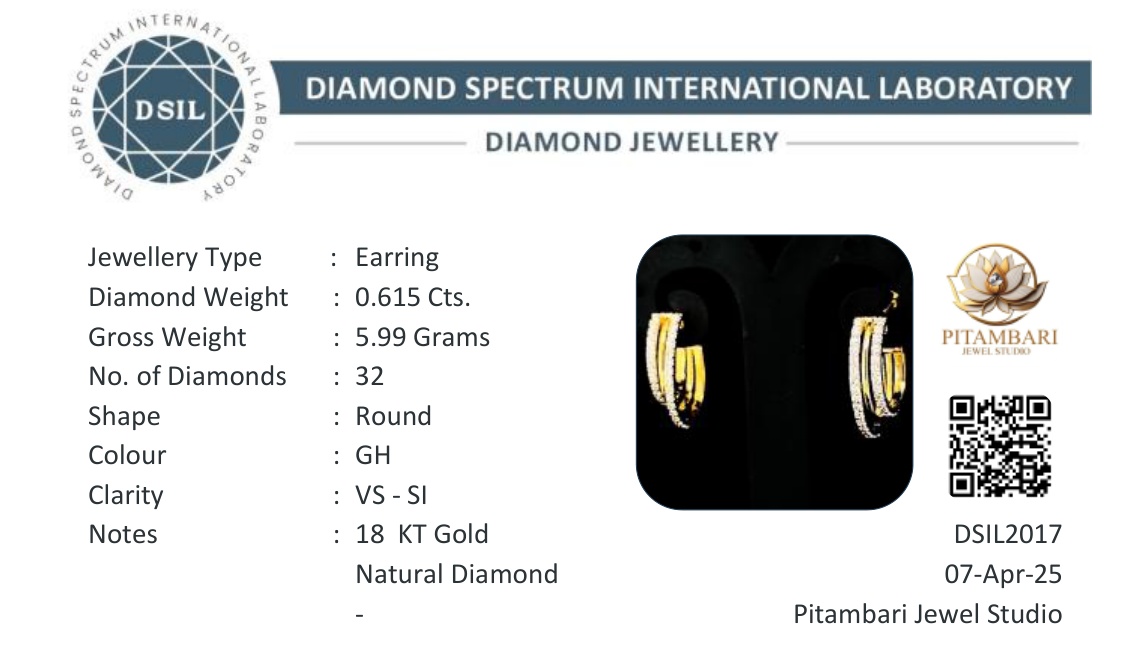 DIAMOND SPECTRUM INTERNATIONAL LABORATORY
DSIL
DIAMOND SPECTRUM INTERNATIONAL LABORATORY
DIAMOND JEWELLERY
Jewellery Type : Earring
Diamond Weight : 0.615 Cts.
Gross Weight : 5.99 Grams
No. of Diamonds : 32
Shape : Round
Colour : GH
Clarity : VS - SI
Notes : 18 KT Gold
Natural Diamond
-
PITAMBARI
JEWEL STUDIO
DSIL2017
07-Apr-25
Pitambari Jewel Studio